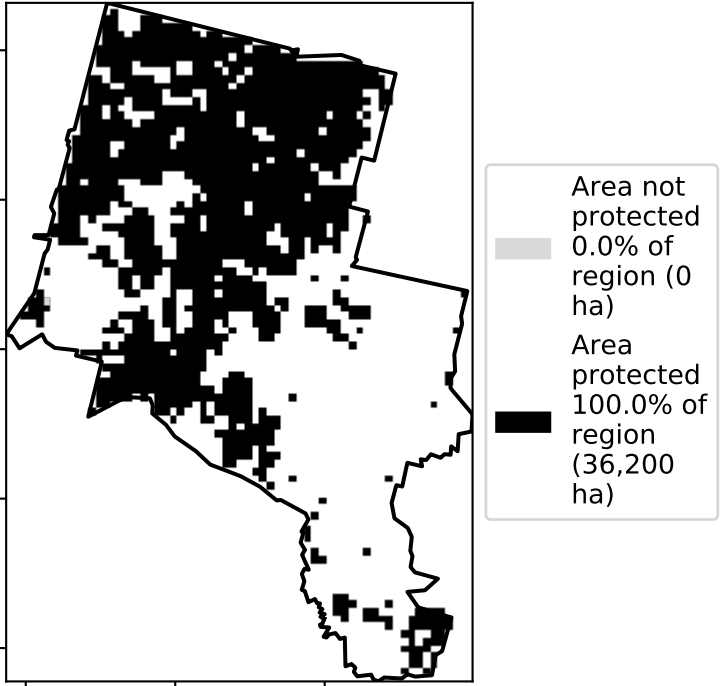 Area not
protected
0.0% of
region (0
ha)
Area
protected
100.0% of
region
(36,200
ha)